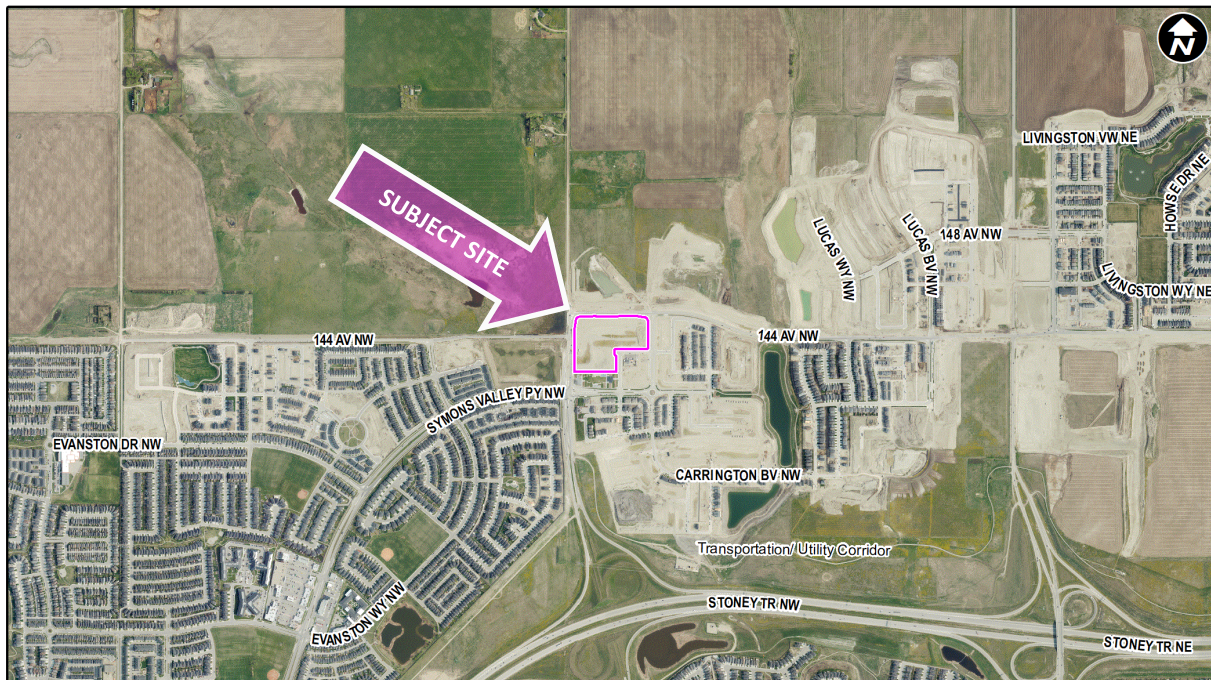 N
LIVINGSTON VW NE
HOWSE DR NE
SUBJECT SITE
148 AV NW
LUCAS WY NW
LUCAS BV NW
LIVINGSTON WY NE
144 AV NW
144 AV NW
SYMONS VALLEY PY NW
EVANSTON DR NW
CARRINGTON BV NW
Transportation/ Utility Corridor
STONEY TR NW
EVANSTON WY NW
STONEY TR NE